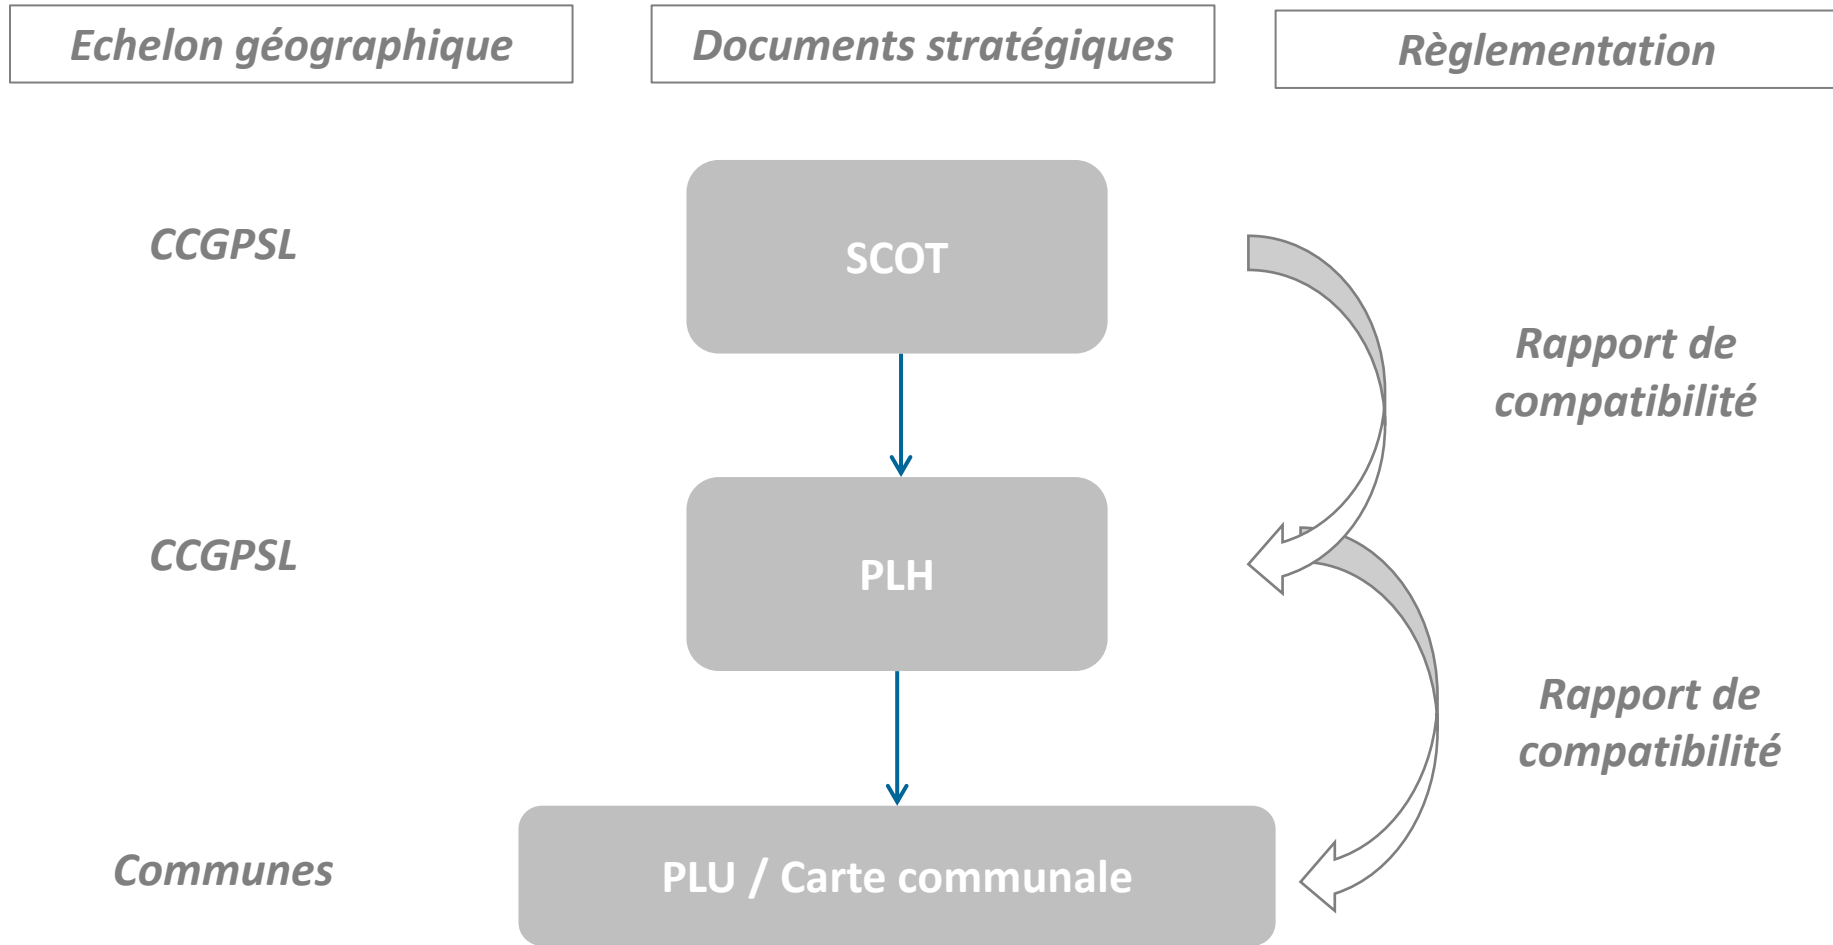 Echelon géographique
Documents stratégiques
Règlementation
CCGPSL
SCOT
Rapport de
compatibilité
CCGPSL
PLH
Rapport de
compatibilité
Communes
PLU / Carte communale